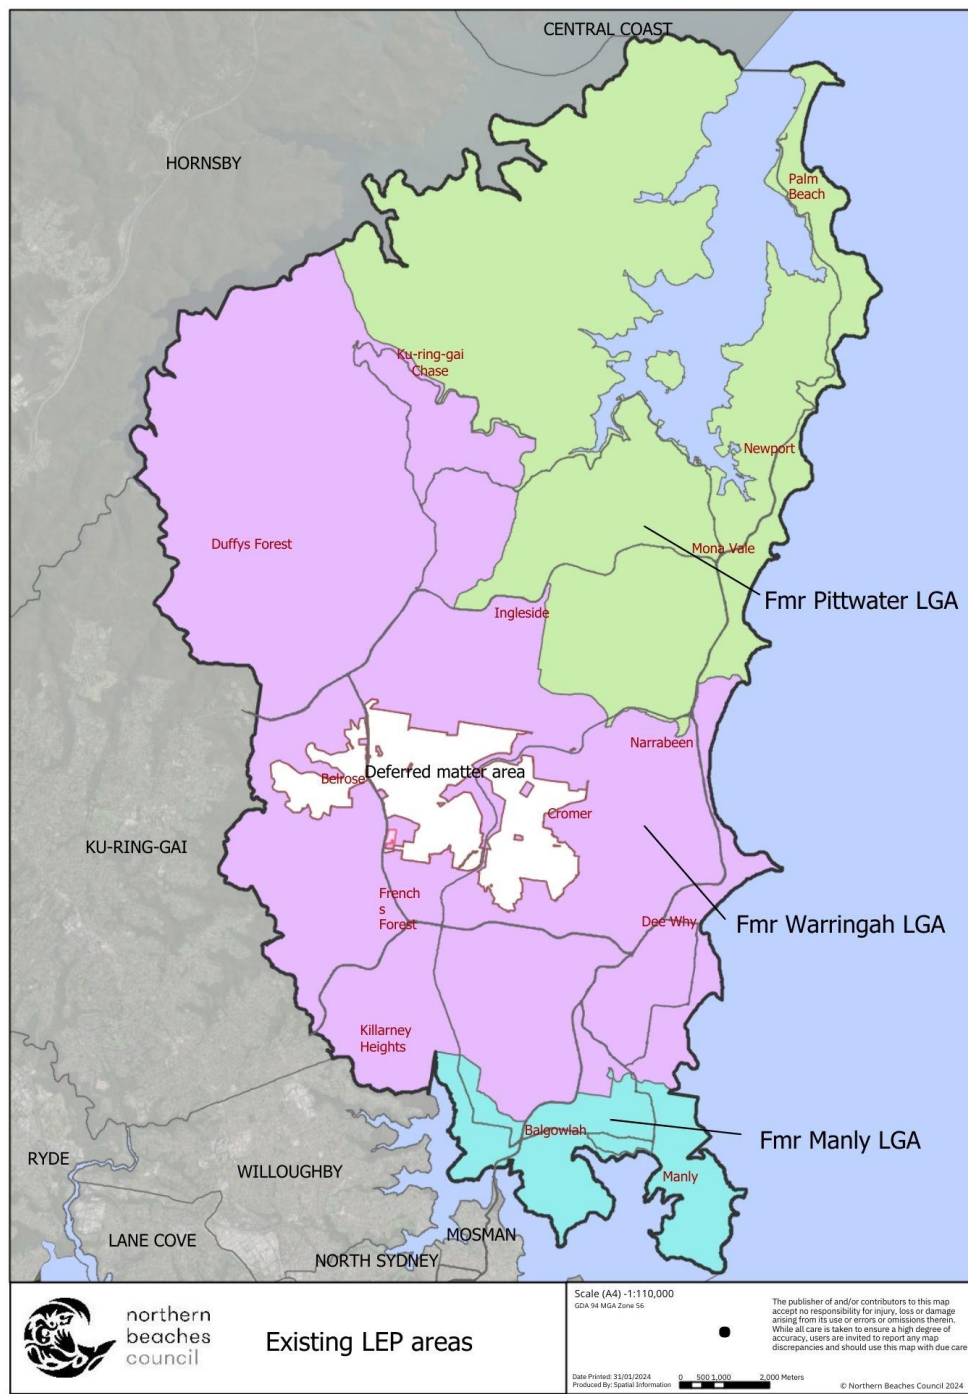 CENTRAL COAST
HORNSBY
Palm
Beach
Ku-ring-gai
Chase
Newport
Duffys Forest
Mona Vale
Fmr Pittwater LGA
Ingleside
Narrabeen
Deferred matter area
Belrose
Cromer
KU-RING-GAI
French
s
Forest
Dee Why
Fmr Warringah LGA
Killarney
Heights
Balgowlah
Fmr Manly LGA
RYDE
WILLOUGHBY
Manly
LANE COVE
MOSMAN
NORTH SYDNEY
northern
beaches
council
Existing LEP areas
Scale (A4) -1:110,000
GDA 94 MGA Zone 56
The publisher of and/or contributors to this map
accept no responsibility for injury, loss or damage
arising from its use or errors or omissions therein.
While all care is taken to ensure a high degree of
accuracy, users are invited to report any map
discrepancies and should use this map with due care
Date Printed: 31/01/2024
Produced By: Spatial Information
0 500 1,000 2,000 Meters
© Northern Beaches Council 2024